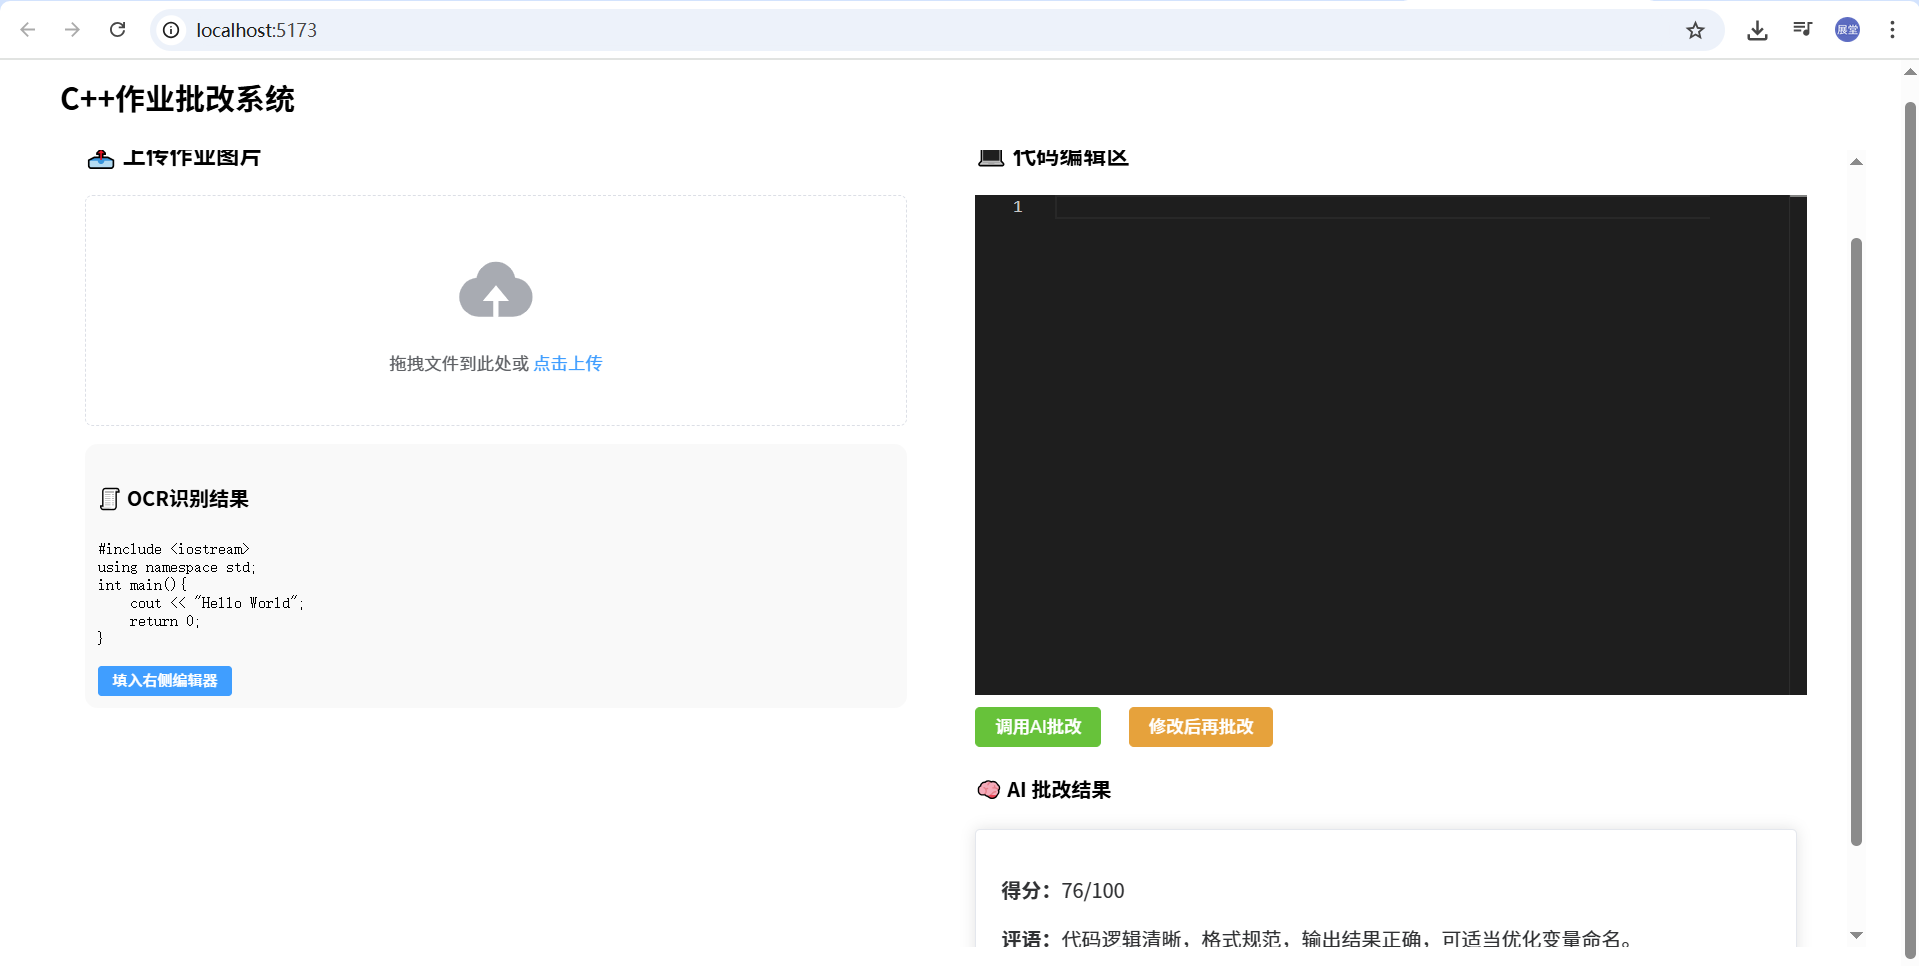 localhost:5173
展堂
C++作业批改系统
上传作业图片
拖拽文件到此处或 点击上传
OCR识别结果
#include <iostream>
using namespace std;
int main(){
    cout << "Hello World";
    return 0;
}
填入右侧编辑器
代码编辑区
1
调用AI批改
修改后再批改
AI 批改结果
得分：76/100
评语：代码逻辑清晰，格式规范，输出结果正确，可适当优化变量命名。